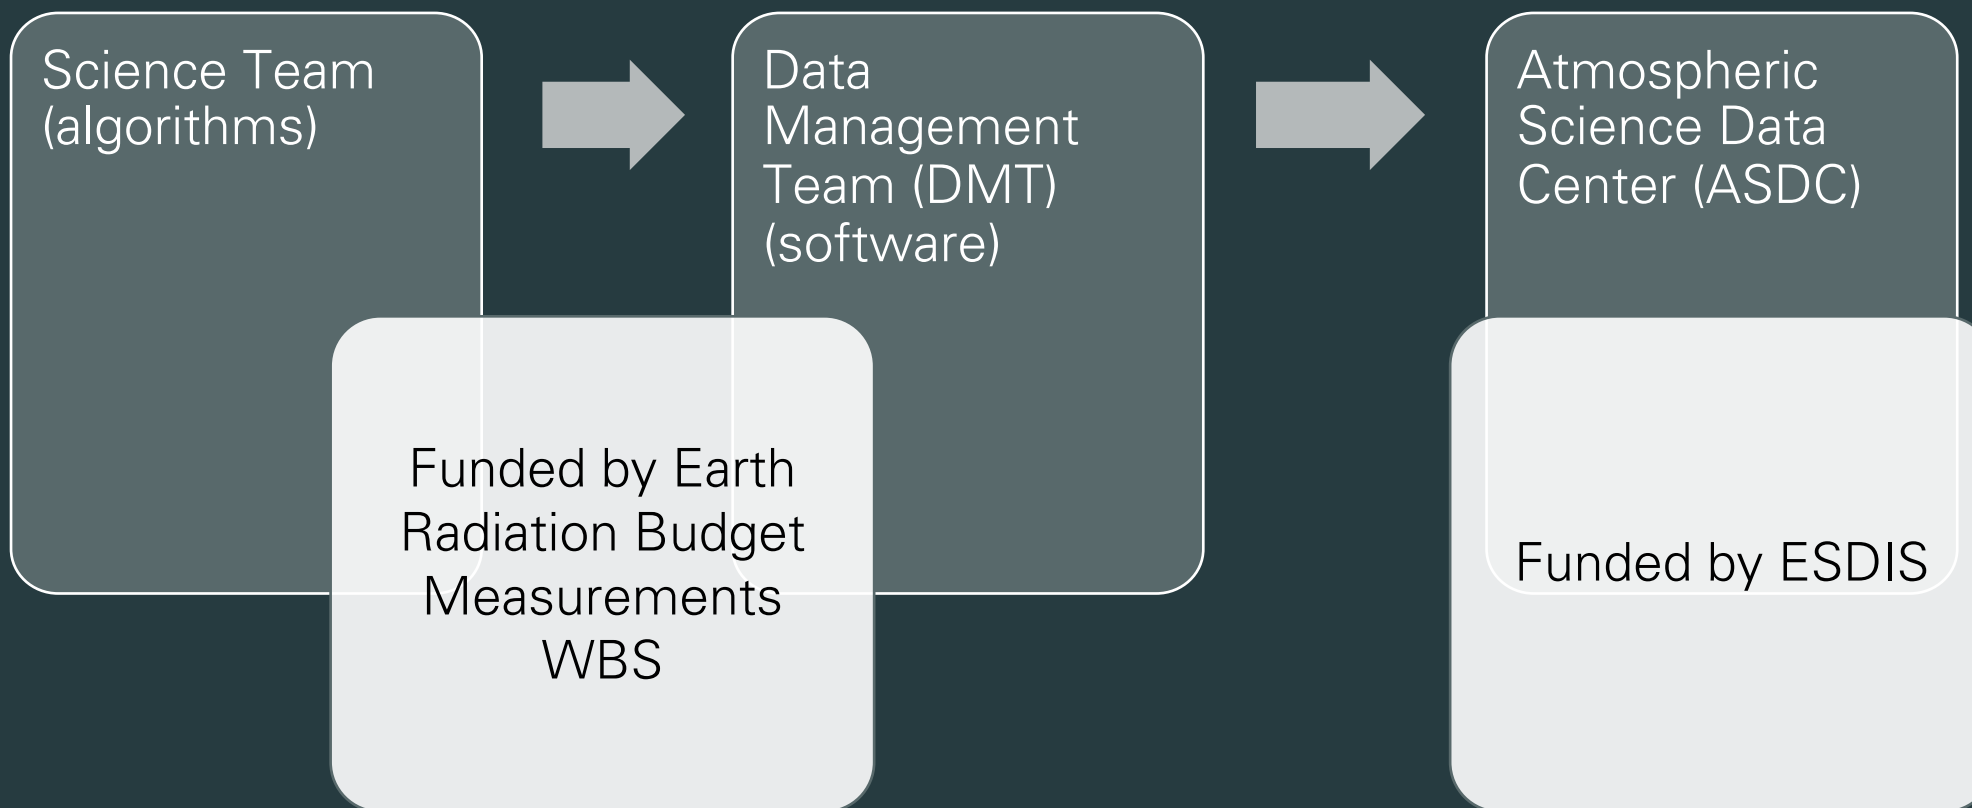 Science Team
(algorithms)
Data
Management
Team (DMT)
(software)
Atmospheric
Science Data
Center (ASDC)
Funded by Earth
Radiation Budget
Measurements
WBS
Funded by ESDIS